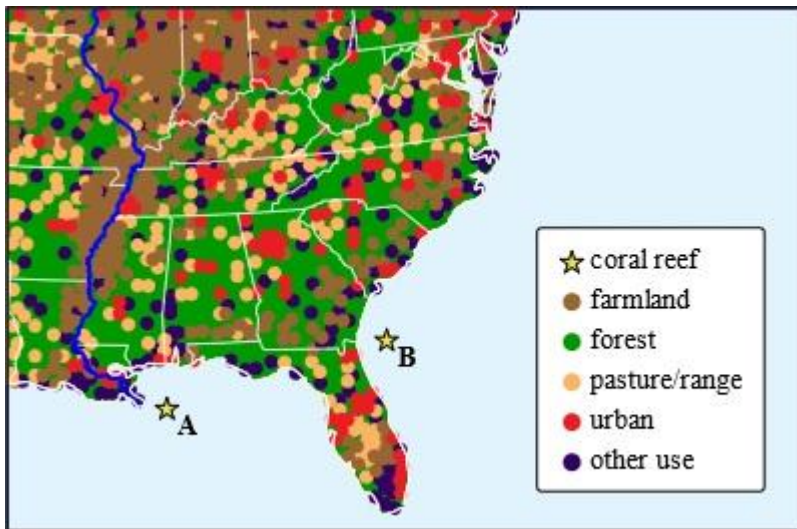 coral reef
farmland
forest
pasture/range
urban
other use
B
A